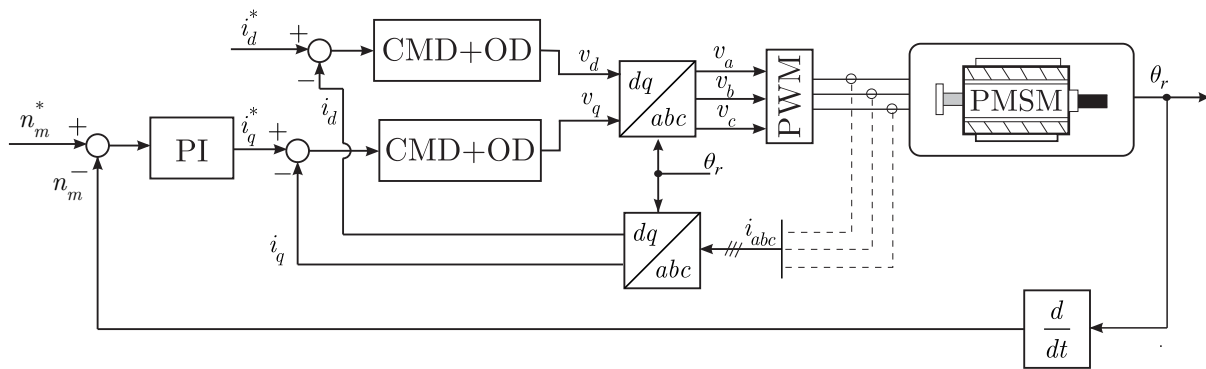 i_d^*
+
−
CMD+OD
v_d
i_d
n_m^*
+
−
n_m
PI
i_q^*
+
−
CMD+OD
v_q
dq
abc
v_a
v_b
v_c
PWM
PMSM
θ_r
θ_r
dq
abc
i_abc
i_q
d
dt